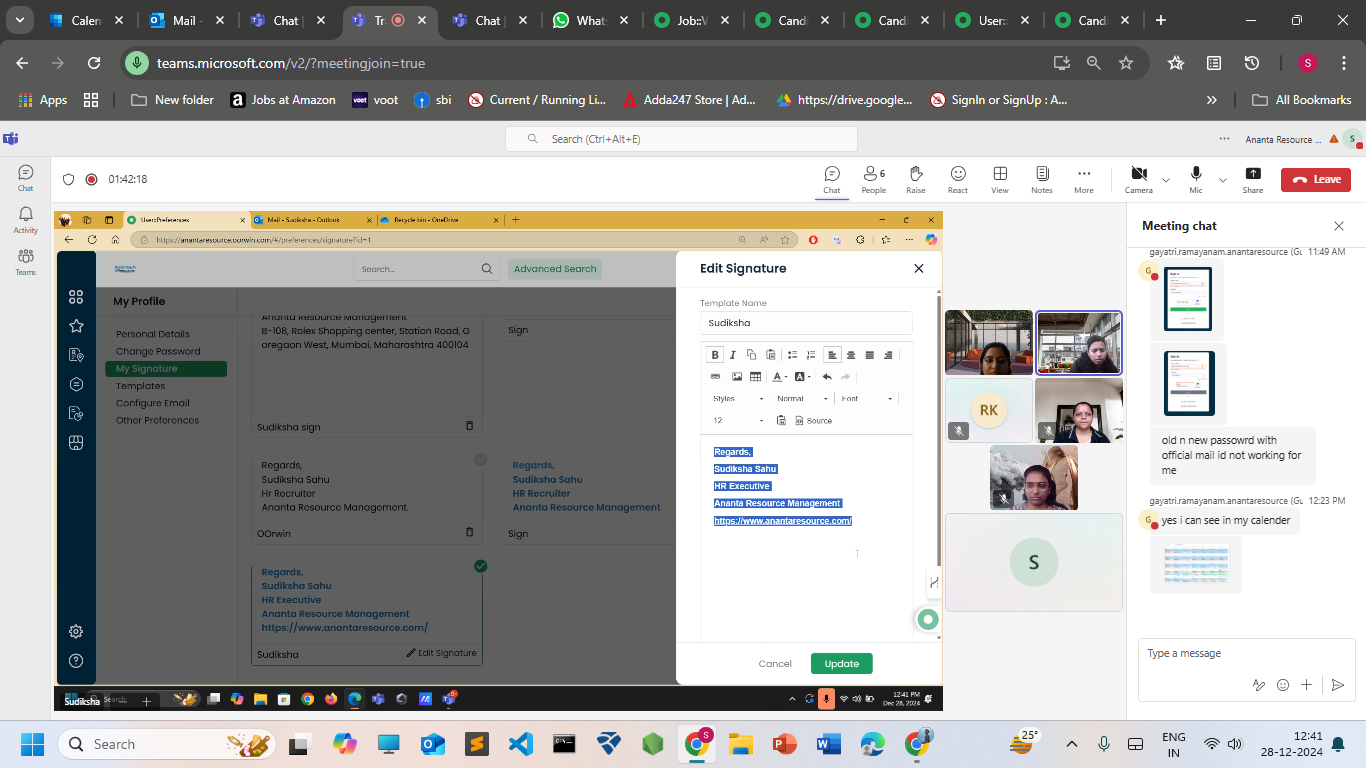 Calen
Mail -
Chat |
Tr
Chat |
What
Job::V
Candi
Candi
User::
Candi
teams.microsoft.com/v2/?meetingjoin=true
S
Apps
New folder
Jobs at Amazon
voot
voot
sbi
Current / Running Li...
Adda247 Store | Ad...
https://drive.google...
SignIn or SignUp : A...
»
All Bookmarks
Search (Ctrl+Alt+E)
Ananta Resource ...
S
Chat
Activity
Teams
01:42:18
Chat
6
People
Raise
React
View
Notes
More
Camera
Mic
Share
Leave
User:Preferences
Mail - Sudiksha - Outlook
Recycle bin - OneDrive
https://anantaresource.oorwin.com/#/preferences/signature?id=1
Search...
Advanced Search
My Profile
Personal Details
Change Password
My Signature
Templates
Configure Email
Other Preferences
Ananta Resource Management
B-108, Rolex Shopping center, Station Road, G
oregaon West, Mumbai, Maharashtra 400104
Sudiksha sign
Sign
Regards,
Sudiksha Sahu
Hr Recruiter
Ananta Resource Management.
OOrwin
Regards,
Sudiksha Sahu
HR Recruiter
Ananta Resource Management
Sign
Regards,
Sudiksha Sahu
HR Executive
Ananta Resource Management
https://www.anantaresource.com/
Sudiksha
Edit Signature
Edit Signature
Template Name
Sudiksha
B
I
A
A
Styles
Normal
Font
12
Source
Regards,
Sudiksha Sahu
HR Executive
Ananta Resource Management
https://www.anantaresource.com/
Cancel
Update
Sudiksha
Search
12:41 PM
Dec 28, 2024
RK
S
Meeting chat
gayatri.ramayanam.anantaresource (Gu 11:49 AM
G
old n new passowrd with
official mail id not working for
me
gayatri.ramayanam.anantaresource (Gu 12:23 PM
G
yes i can see in my calender
Type a message
Search
25°
ENG
IN
12:41
28-12-2024